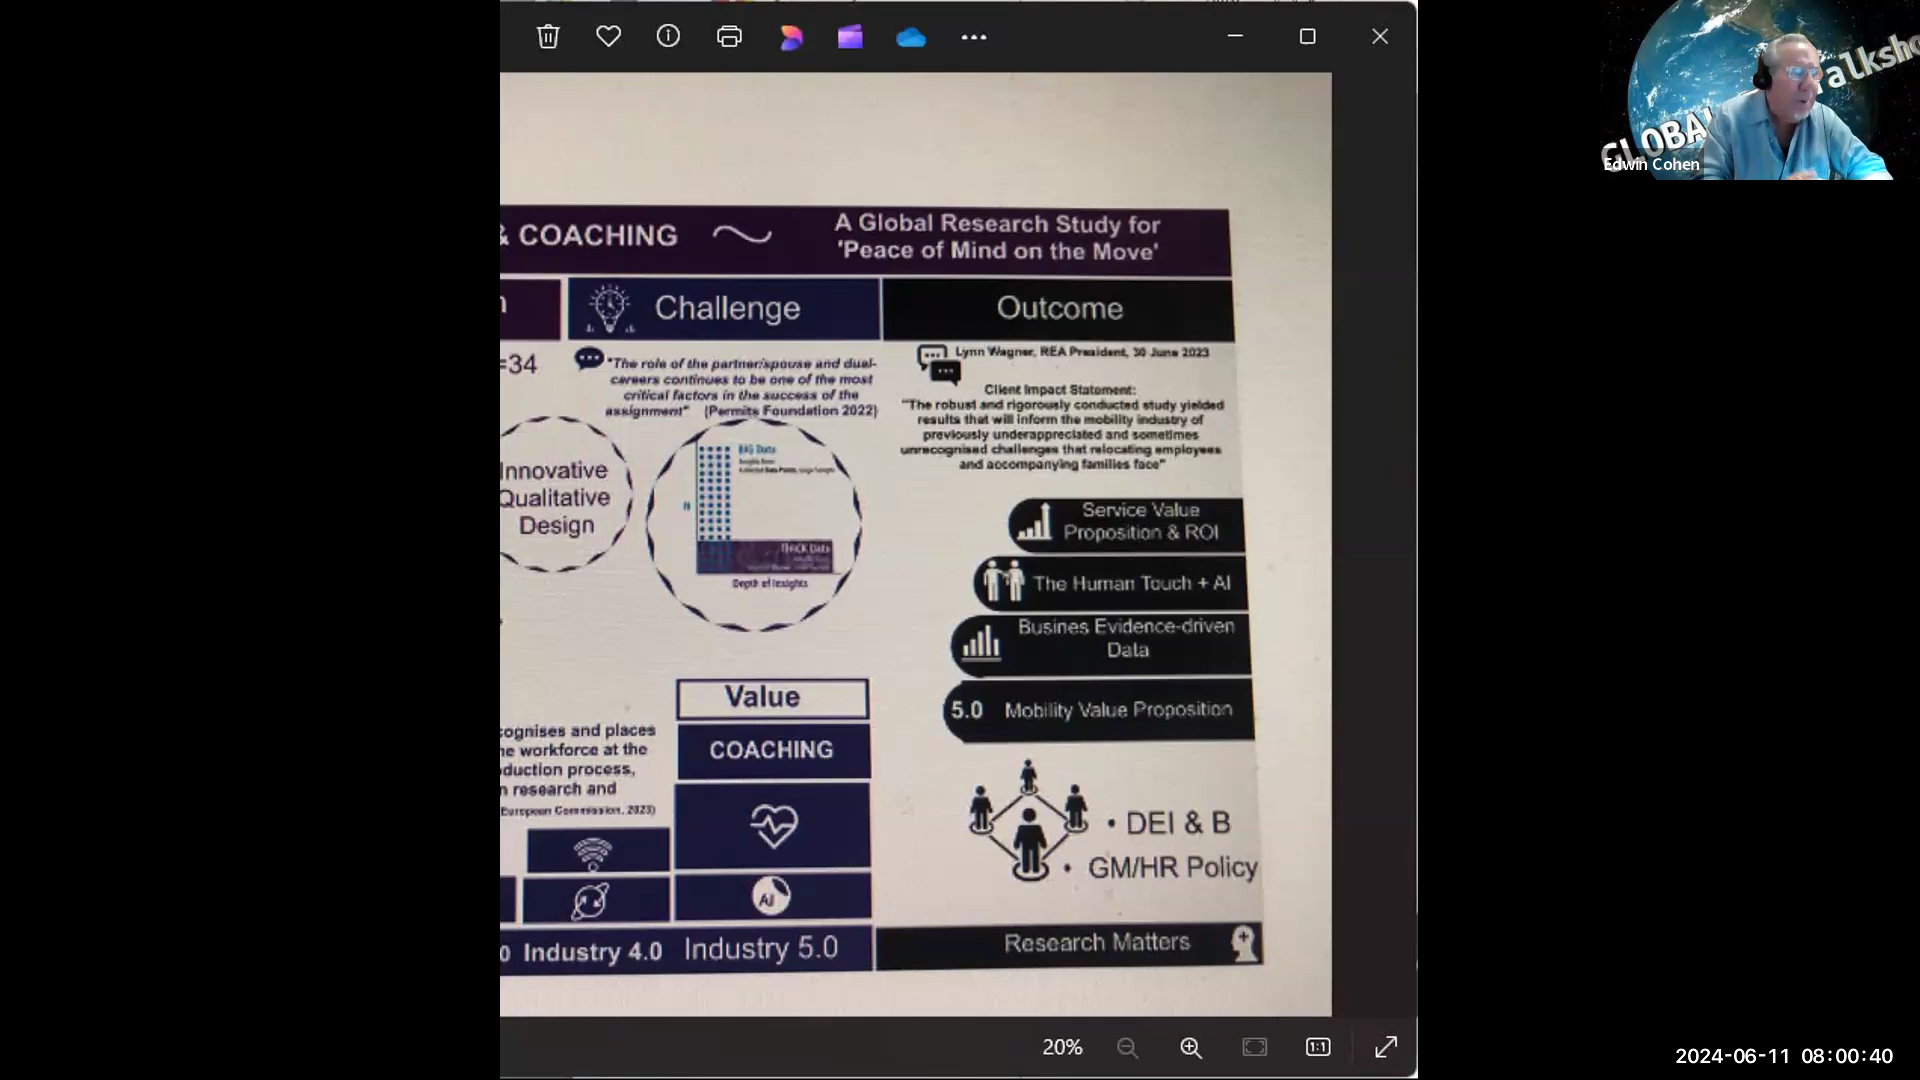 & COACHING
A Global Research Study for
'Peace of Mind on the Move'
Challenge
Outcome
=34
"The role of the partner/spouse and dual-
careers continues to be one of the most
critical factors in the success of the
assignment" (Permits Foundation 2022)
Lynn Wagner, REA President, 30 June 2023
Client Impact Statement:
"The robust and rigorously conducted study yielded
results that will inform the mobility industry of
previously underappreciated and sometimes
unrecognised challenges that relocating employees
and accompanying families face"
Innovative
Qualitative
Design
BIG Data
THICK Data
Depth of Insights
Service Value
Proposition & ROI
The Human Touch + AI
Busines Evidence-driven
Data
5.0 Mobility Value Proposition
Value
COACHING
AI
cognises and places
he workforce at the
duction process,
n research and
European Commission, 2023)
• DEI & B
• GM/HR Policy
0 Industry 4.0
Industry 5.0
Research Matters
20%
1:1
GLOBAL
Talksho
Edwin Cohen
2024-06-11 08:00:40